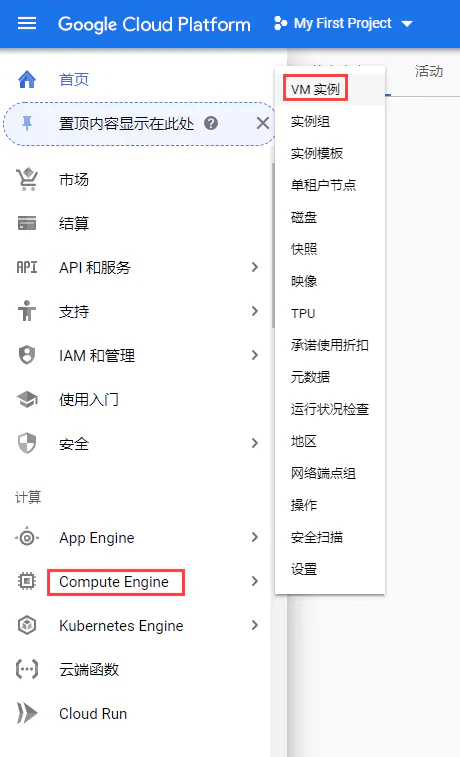 Google Cloud Platform
My First Project
首页
置顶内容显示在此处
市场
结算
API
API 和服务
支持
IAM 和管理
使用入门
安全
计算
App Engine
Compute Engine
Kubernetes Engine
云端函数
Cloud Run
VM 实例
实例组
实例模板
单租户节点
磁盘
快照
映像
TPU
承诺使用折扣
元数据
运行状况检查
地区
网络端点组
操作
安全扫描
设置
活动